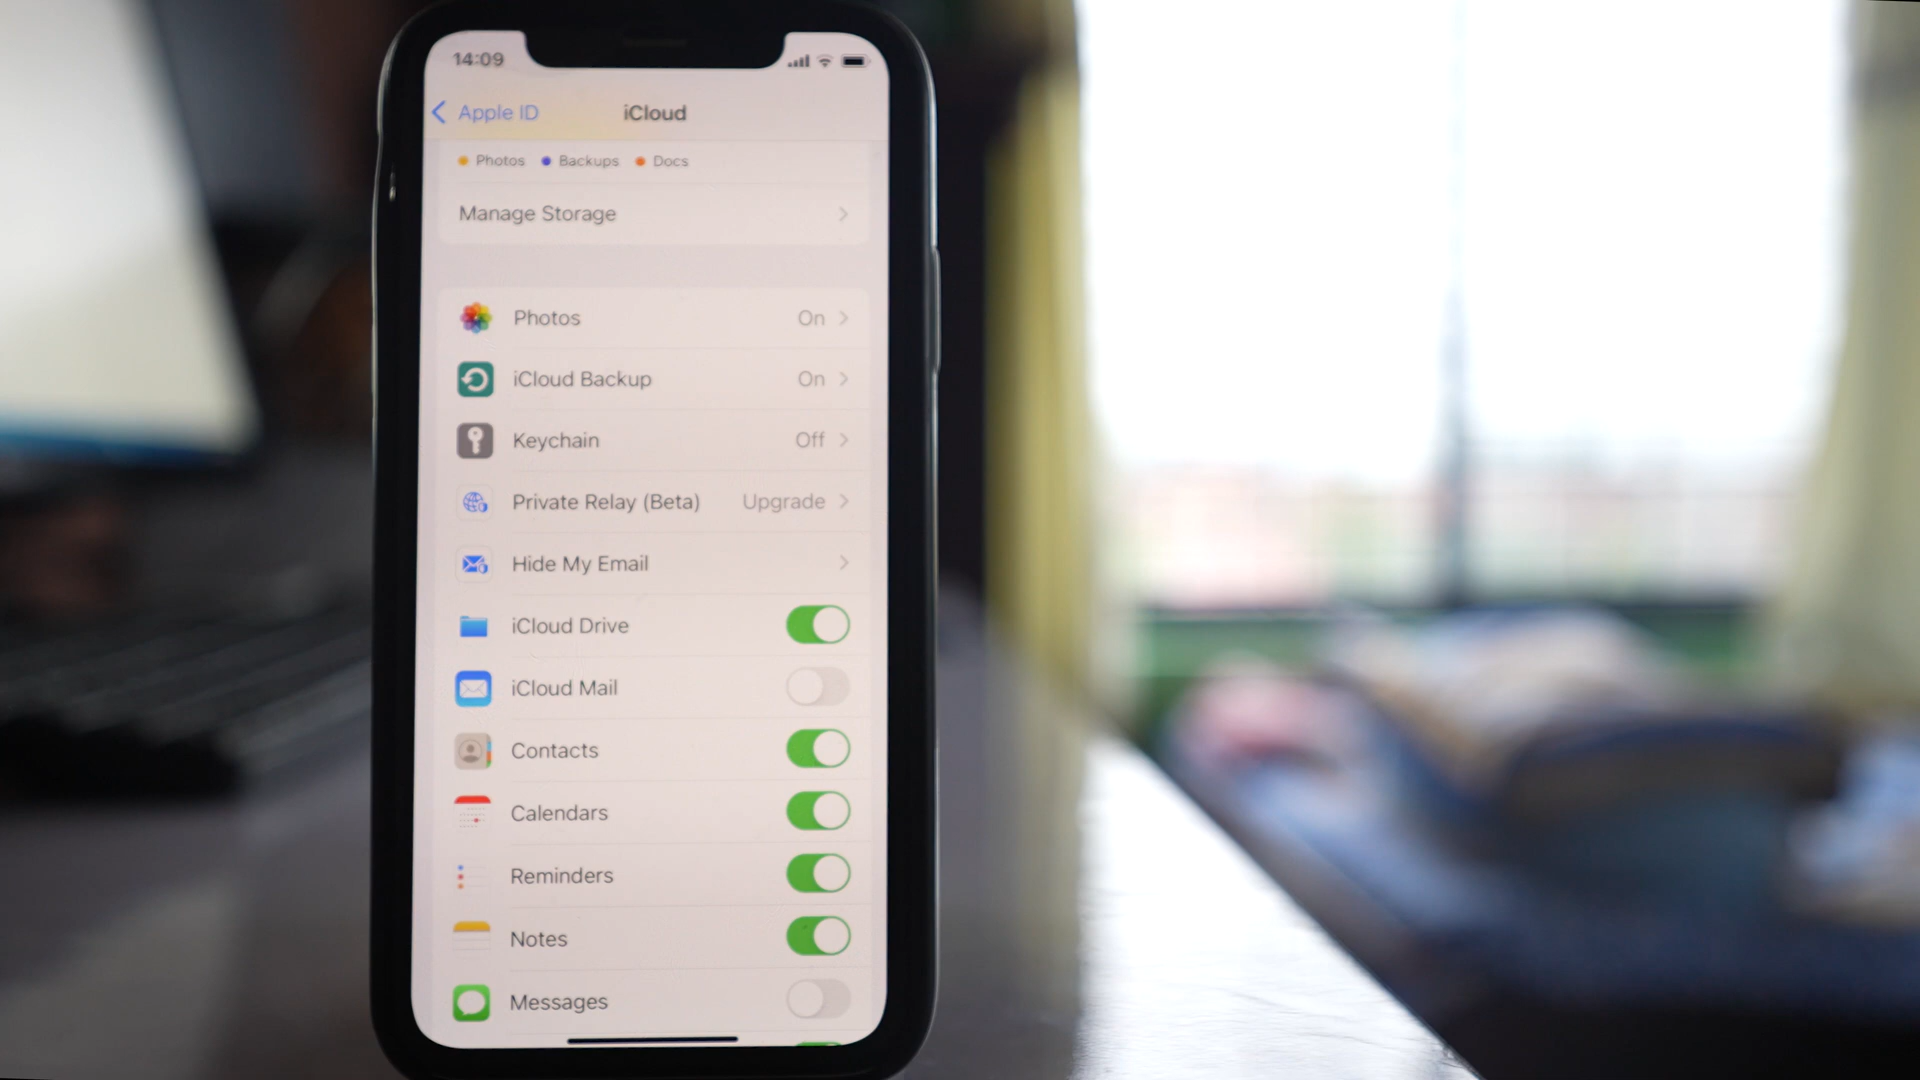 14:09
Apple ID iCloud
Photos Backups Docs
Manage Storage
Photos On
iCloud Backup On
Keychain Off
Private Relay (Beta) Upgrade
Hide My Email
iCloud Drive
iCloud Mail
Contacts
Calendars
Reminders
Notes
Messages